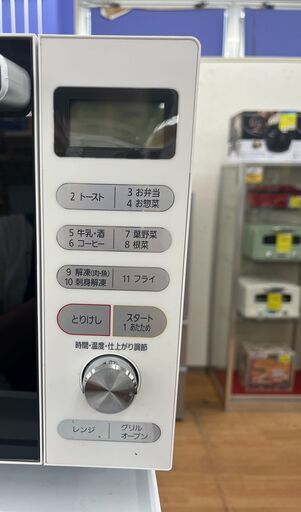 2 トースト
3 お弁当
4 お惣菜
5 牛乳・酒
6 コーヒー
7 葉野菜
8 根菜
9 解凍(肉・魚)
10 刺身解凍
11 フライ
とりけし
スタート
1 あたため
時間・温度・仕上がり調節
レンジ
グリル
オーブン